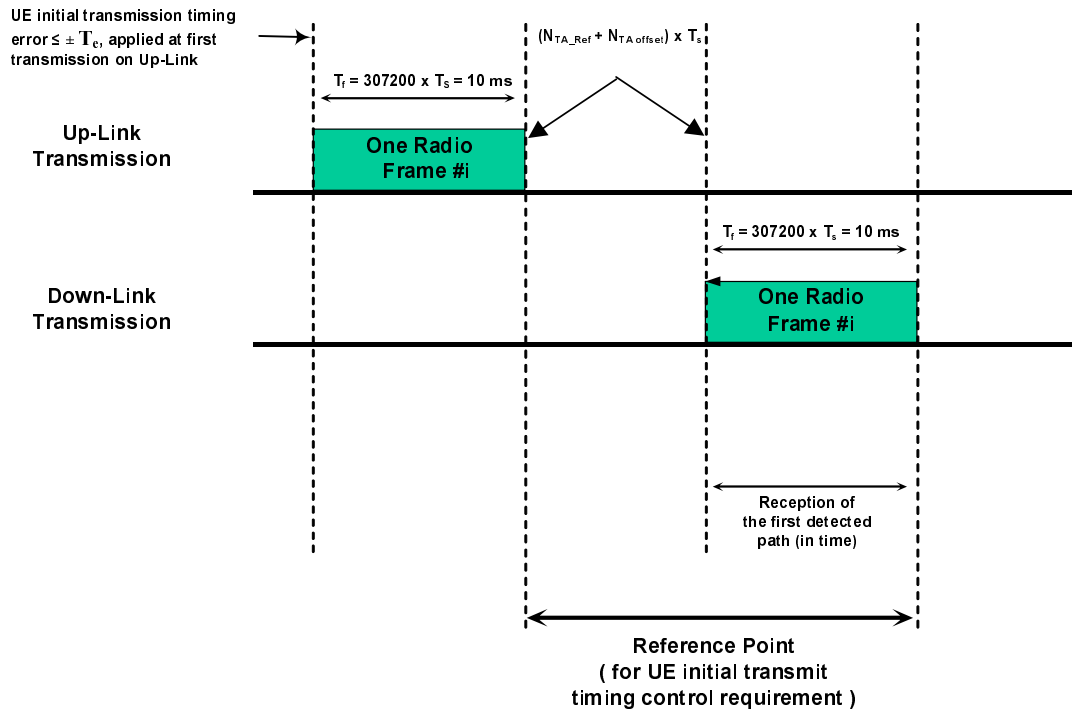 UE initial transmission timing
error ≤ ± Te, applied at first
transmission on Up-Link
(NTA_Ref + NTA offset) x Ts
Tf = 307200 x TS = 10 ms
Up-Link
Transmission
One Radio
Frame #i
Tf = 307200 x Ts = 10 ms
Down-Link
Transmission
One Radio
Frame #i
Reception of
the first detected
path (in time)
Reference Point
( for UE initial transmit
timing control requirement )